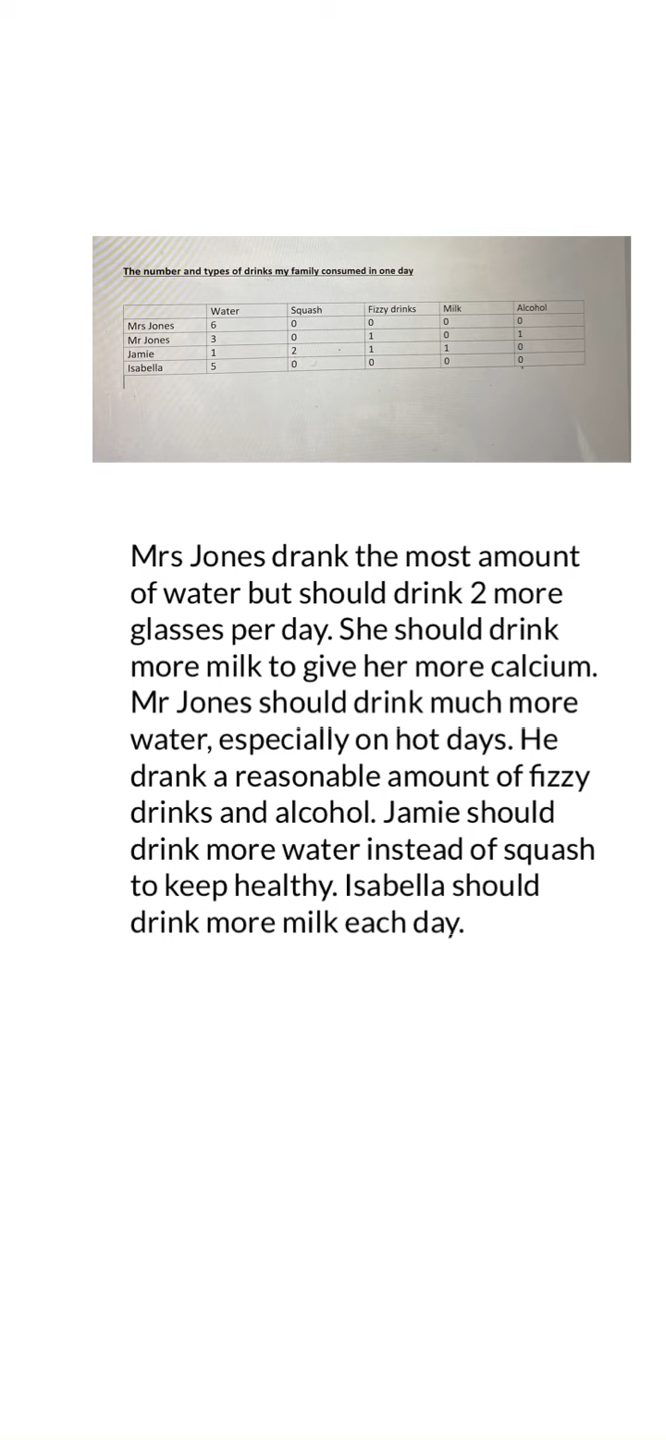 The number and types of drinks my family consumed in one day
Water Squash Fizzy drinks Milk Alcohol
Mrs Jones 6 0 0 0 0
Mr Jones 3 0 1 0 1
Jamie 1 2 1 1 0
Isabella 5 0 0 0 0
Mrs Jones drank the most amount
of water but should drink 2 more
glasses per day. She should drink
more milk to give her more calcium.
Mr Jones should drink much more
water, especially on hot days. He
drank a reasonable amount of fizzy
drinks and alcohol. Jamie should
drink more water instead of squash
to keep healthy. Isabella should
drink more milk each day.